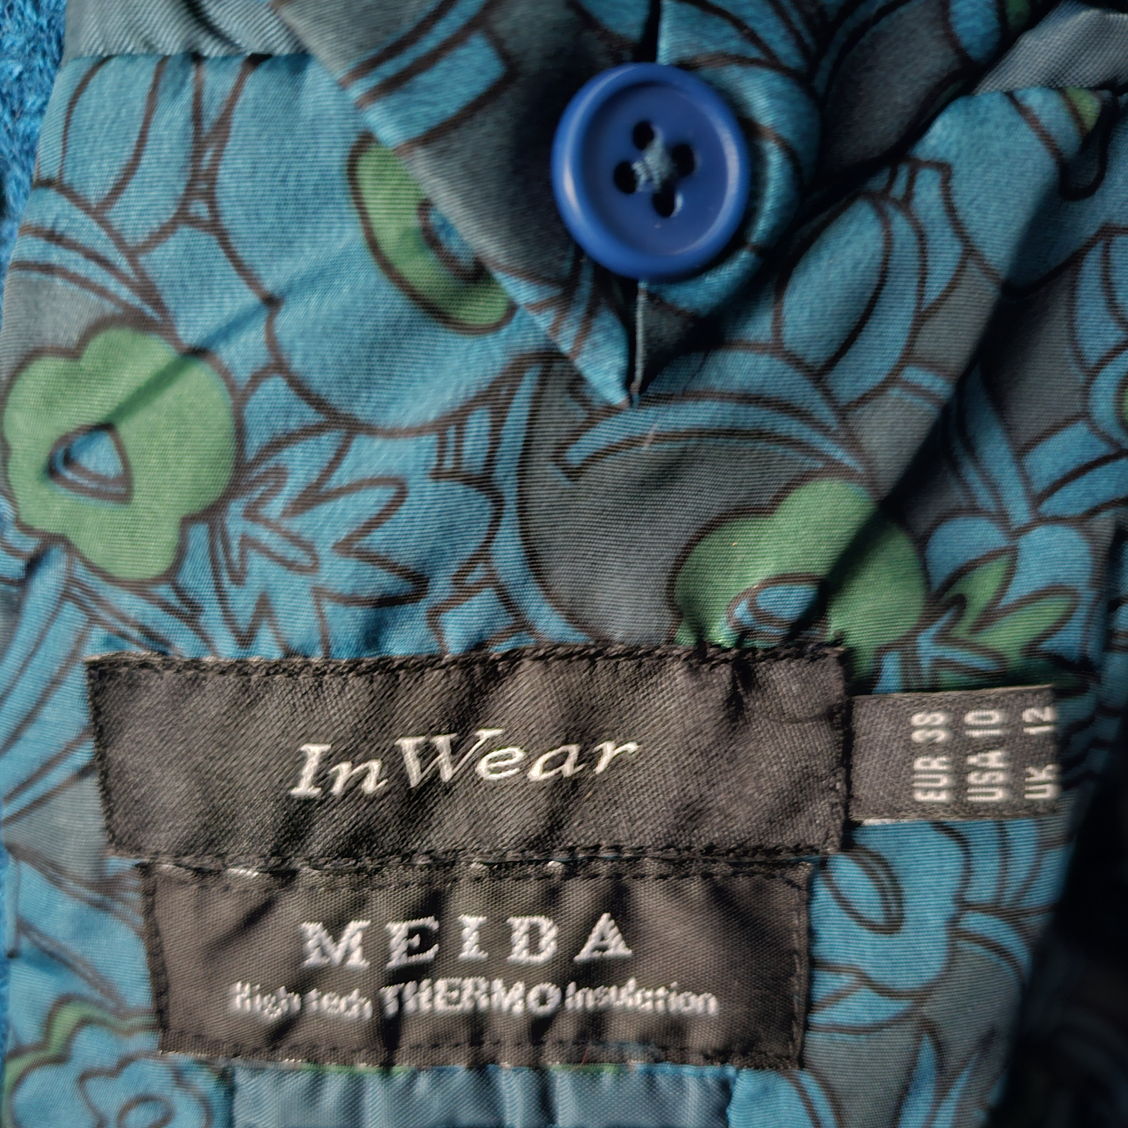 InWear
EUR 38
USA 10
UK 12
MEIDA
High tech THERMO Insulation